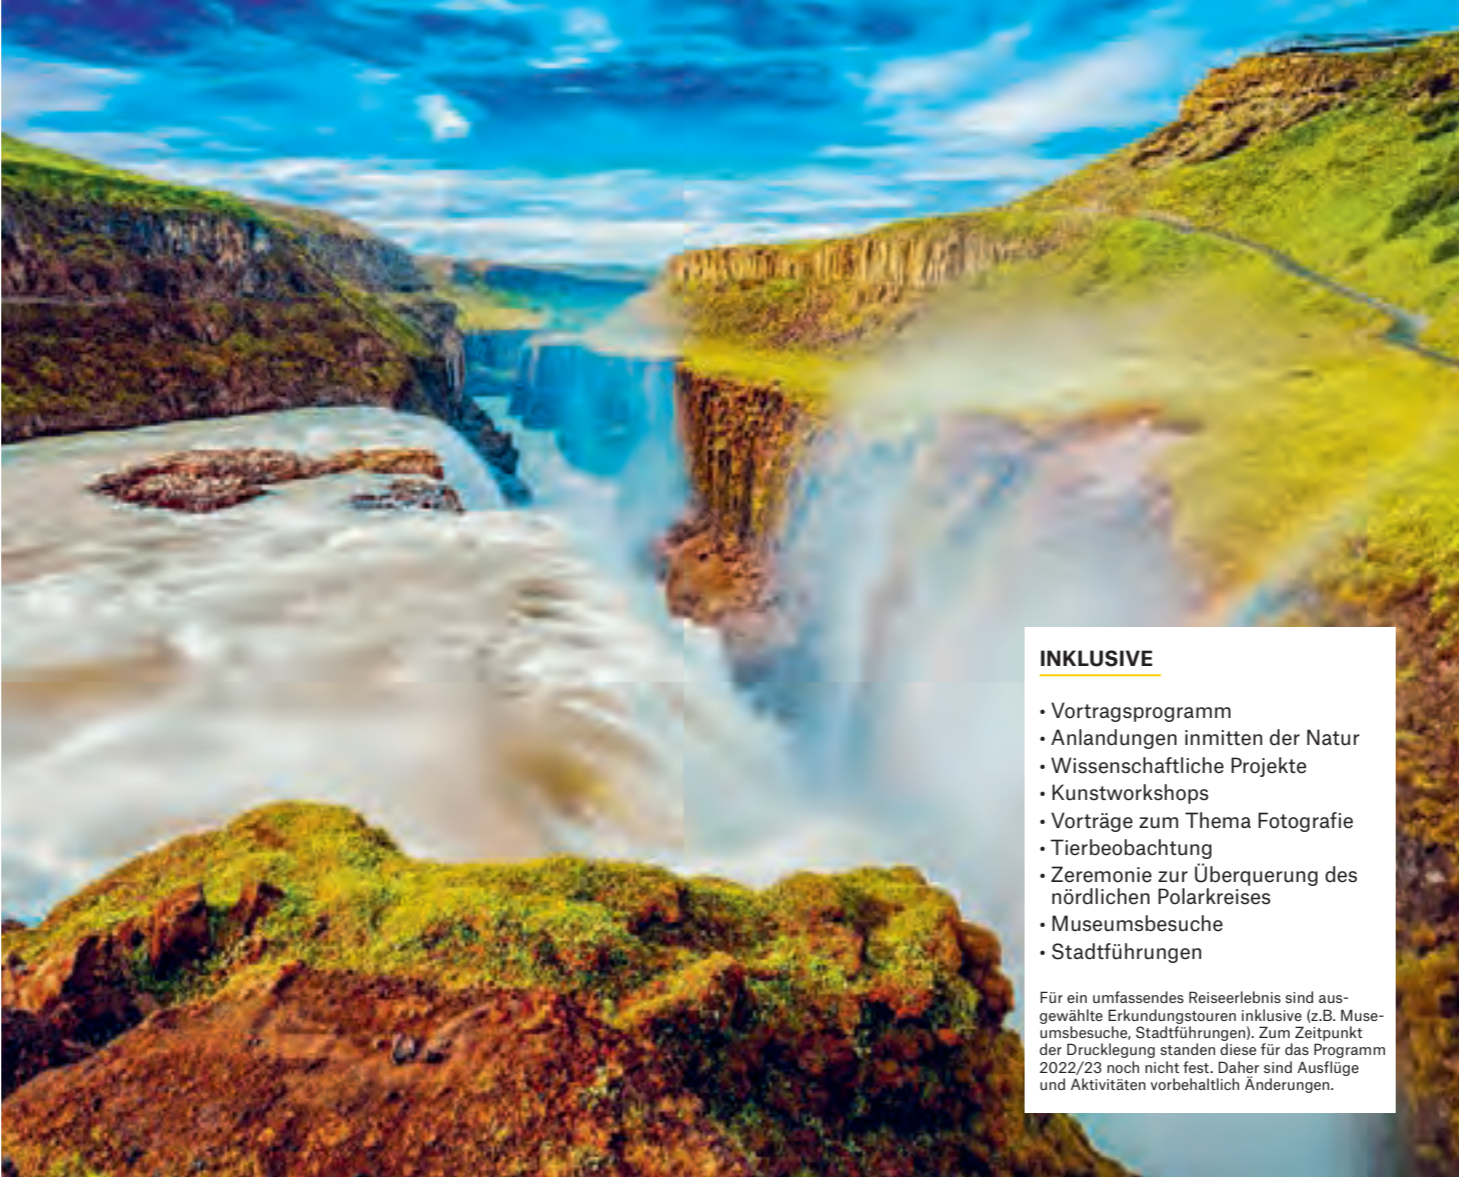 INKLUSIVE
• Vortragsprogramm
• Anlandungen inmitten der Natur
• Wissenschaftliche Projekte
• Kunstworkshops
• Vorträge zum Thema Fotografie
• Tierbeobachtung
• Zeremonie zur Überquerung des
nördlichen Polarkreises
• Museumsbesuche
• Stadtführungen
Für ein umfassendes Reiseerlebnis sind aus-
gewählte Erkundungstouren inklusive (z.B. Muse-
umsbesuche, Stadtführungen). Zum Zeitpunkt
der Drucklegung standen diese für das Programm
2022/23 noch nicht fest. Daher sind Ausflüge
und Aktivitäten vorbehaltlich Änderungen.